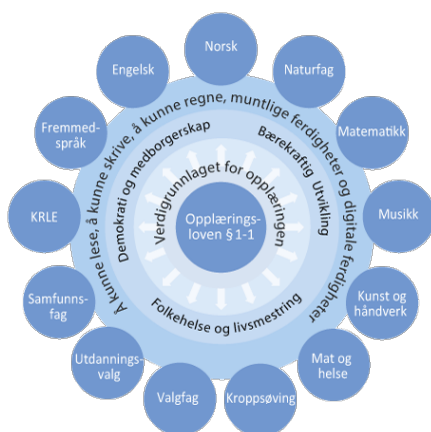 Norsk
Naturfag
Matematikk
Musikk
Kunst og
håndverk
Mat og
helse
Kroppsøving
Valgfag
Utdannings-
valg
Samfunns-
fag
KRLE
Fremmed-
språk
Engelsk
Å kunne lese, å kunne skrive, å kunne regne, muntlige ferdigheter og digitale ferdigheter
Demokrati og medborgerskap
Bærekraftig Utvikling
Folkehelse og livsmestring
Verdigrunnlaget for opplæringen
Opplærings-
loven § 1-1